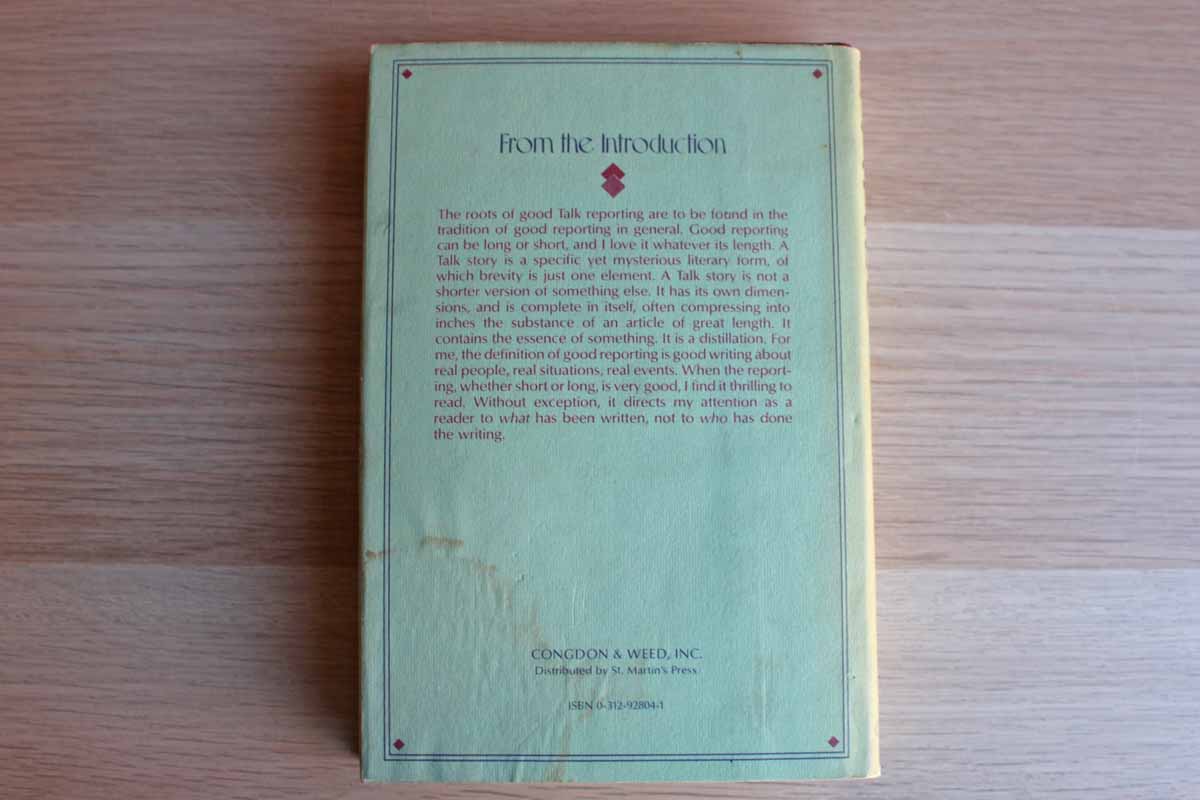 From the Introduction
The roots of good Talk reporting are to be found in the
tradition of good reporting in general. Good reporting
can be long or short, and I love it whatever its length. A
Talk story is a specific yet mysterious literary form, of
which brevity is just one element. A Talk story is not a
shorter version of something else. It has its own dimen-
sions, and is complete in itself, often compressing into
inches the substance of an article of great length. It
contains the essence of something. It is a distillation. For
me, the definition of good reporting is good writing about
real people, real situations, real events. When the report-
ing, whether short or long, is very good, I find it thrilling to
read. Without exception, it directs my attention as a
reader to what has been written, not to who has done
the writing.
CONGDON & WEED, INC.
Distributed by St. Martin's Press
ISBN 0-312-92804-1